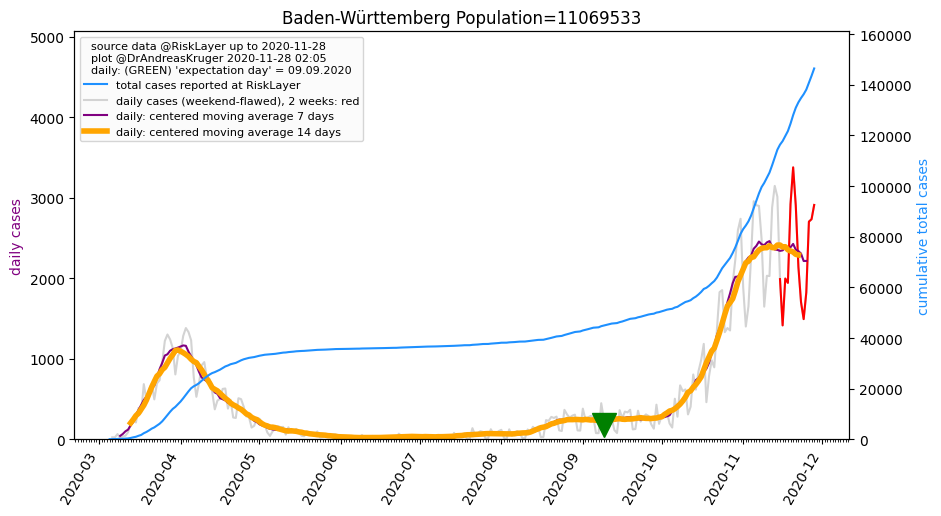 Baden-Württemberg Population=11069533
source data @RiskLayer up to 2020-11-28
plot @DrAndreasKruger 2020-11-28 02:05
daily: (GREEN) 'expectation day' = 09.09.2020
total cases reported at RiskLayer
daily cases (weekend-flawed), 2 weeks: red
daily: centered moving average 7 days
daily: centered moving average 14 days
daily cases
5000
4000
3000
2000
1000
0
160000
140000
120000
100000
80000
60000
40000
20000
0
cumulative total cases
2020-03
2020-04
2020-05
2020-06
2020-07
2020-08
2020-09
2020-10
2020-11
2020-12